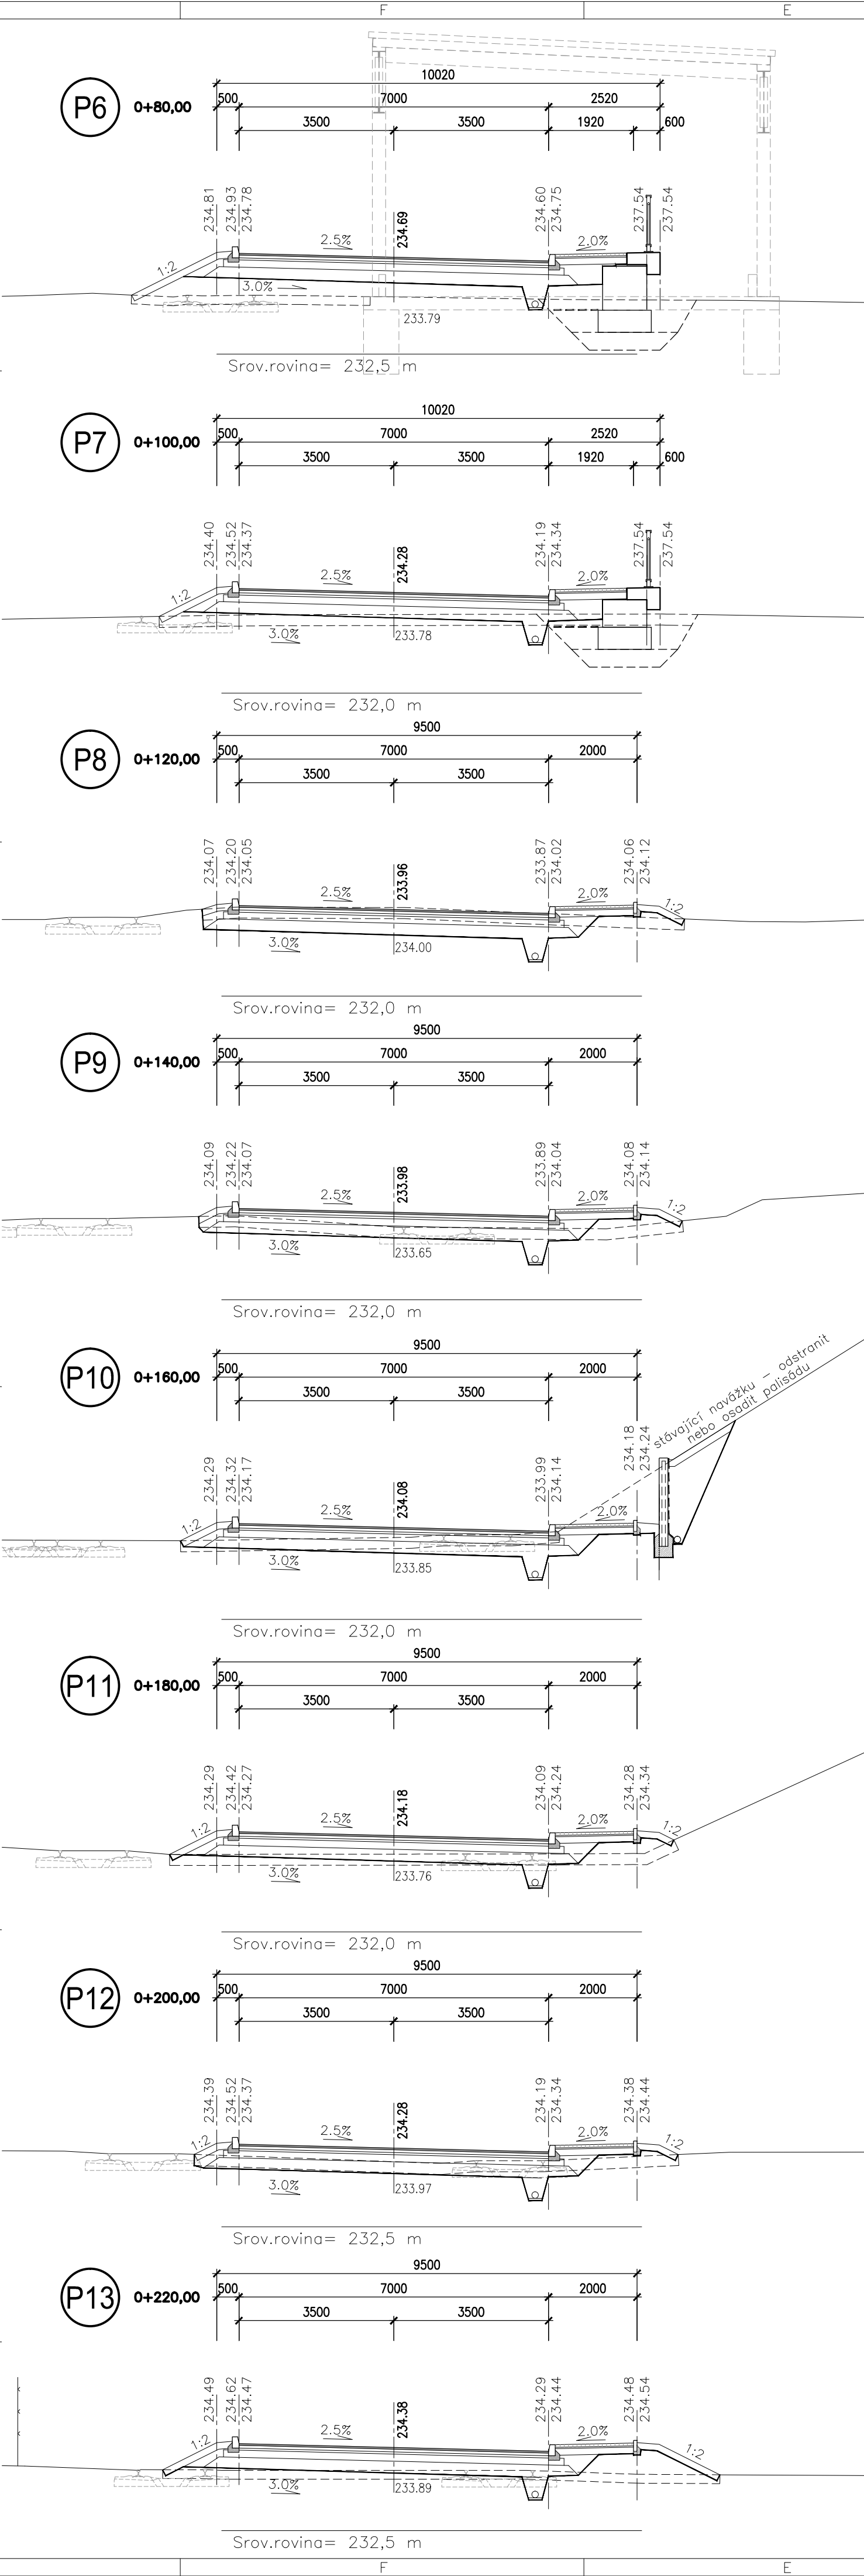 F E
P6 0+80,00
10020
500 7000 2520
3500 3500 1920 600
234.81 234.93 234.78 234.69 234.60 234.75 237.54 237.54
1:2 2.5% 2.0%
3.0%
233.79
Srov.rovina= 232,5 m
P7 0+100,00
10020
500 7000 2520
3500 3500 1920 600
234.40 234.52 234.37 234.28 234.19 234.34 237.54 237.54
1:2 2.5% 2.0%
3.0% 233.78
Srov.rovina= 232,0 m
P8 0+120,00
9500
500 7000 2000
3500 3500
234.07 234.20 234.05 233.96 233.87 234.02 234.06 234.12
2.5% 2.0% 1:2
3.0% 234.00
Srov.rovina= 232,0 m
P9 0+140,00
9500
500 7000 2000
3500 3500
234.09 234.22 234.07 233.98 233.89 234.04 234.08 234.14
2.5% 2.0% 1:2
3.0% 233.65
Srov.rovina= 232,0 m
P10 0+160,00
9500
500 7000 2000
3500 3500
stávající navážku – odstranit
nebo osadit palisádu
234.29 234.32 234.17 234.08 233.99 234.14 234.18 234.24
1:2 2.5% 2.0%
3.0% 233.85
Srov.rovina= 232,0 m
P11 0+180,00
9500
500 7000 2000
3500 3500
234.29 234.42 234.27 234.18 234.09 234.24 234.28 234.34
1:2 2.5% 2.0% 1:2
3.0% 233.76
Srov.rovina= 232,0 m
P12 0+200,00
9500
500 7000 2000
3500 3500
234.39 234.52 234.37 234.28 234.19 234.34 234.38 234.44
1:2 2.5% 2.0% 1:2
3.0% 233.97
Srov.rovina= 232,5 m
P13 0+220,00
9500
500 7000 2000
3500 3500
234.49 234.62 234.47 234.38 234.29 234.44 234.48 234.54
1:2 2.5% 2.0% 1:2
3.0% 233.89
Srov.rovina= 232,5 m
F E